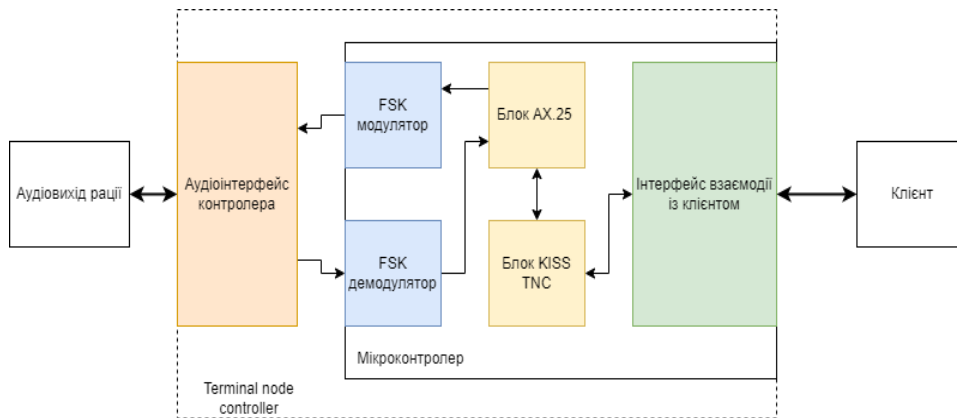 Аудіовихід рації
Аудіоінтерфейс
контролера
FSK
модулятор
FSK
демодулятор
Блок AX.25
Блок KISS
TNC
Інтерфейс взаємодії
із клієнтом
Клієнт
Мікроконтролер
Terminal node
controller